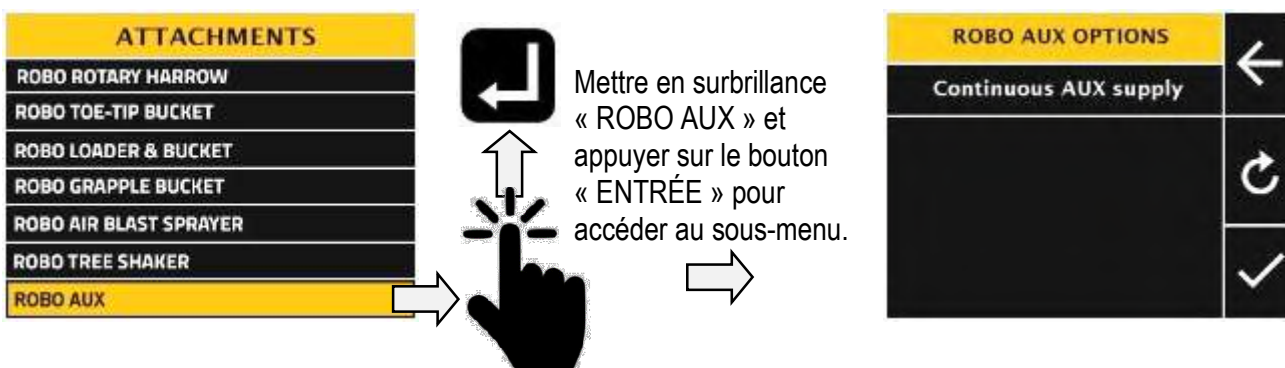 ATTACHMENTS
ROBO ROTARY HARROW
ROBO TOE-TIP BUCKET
ROBO LOADER & BUCKET
ROBO GRAPPLE BUCKET
ROBO AIR BLAST SPRAYER
ROBO TREE SHAKER
ROBO AUX
Mettre en surbrillance
« ROBO AUX » et
appuyer sur le bouton
« ENTRÉE » pour
accéder au sous-menu.
ROBO AUX OPTIONS
Continuous AUX supply